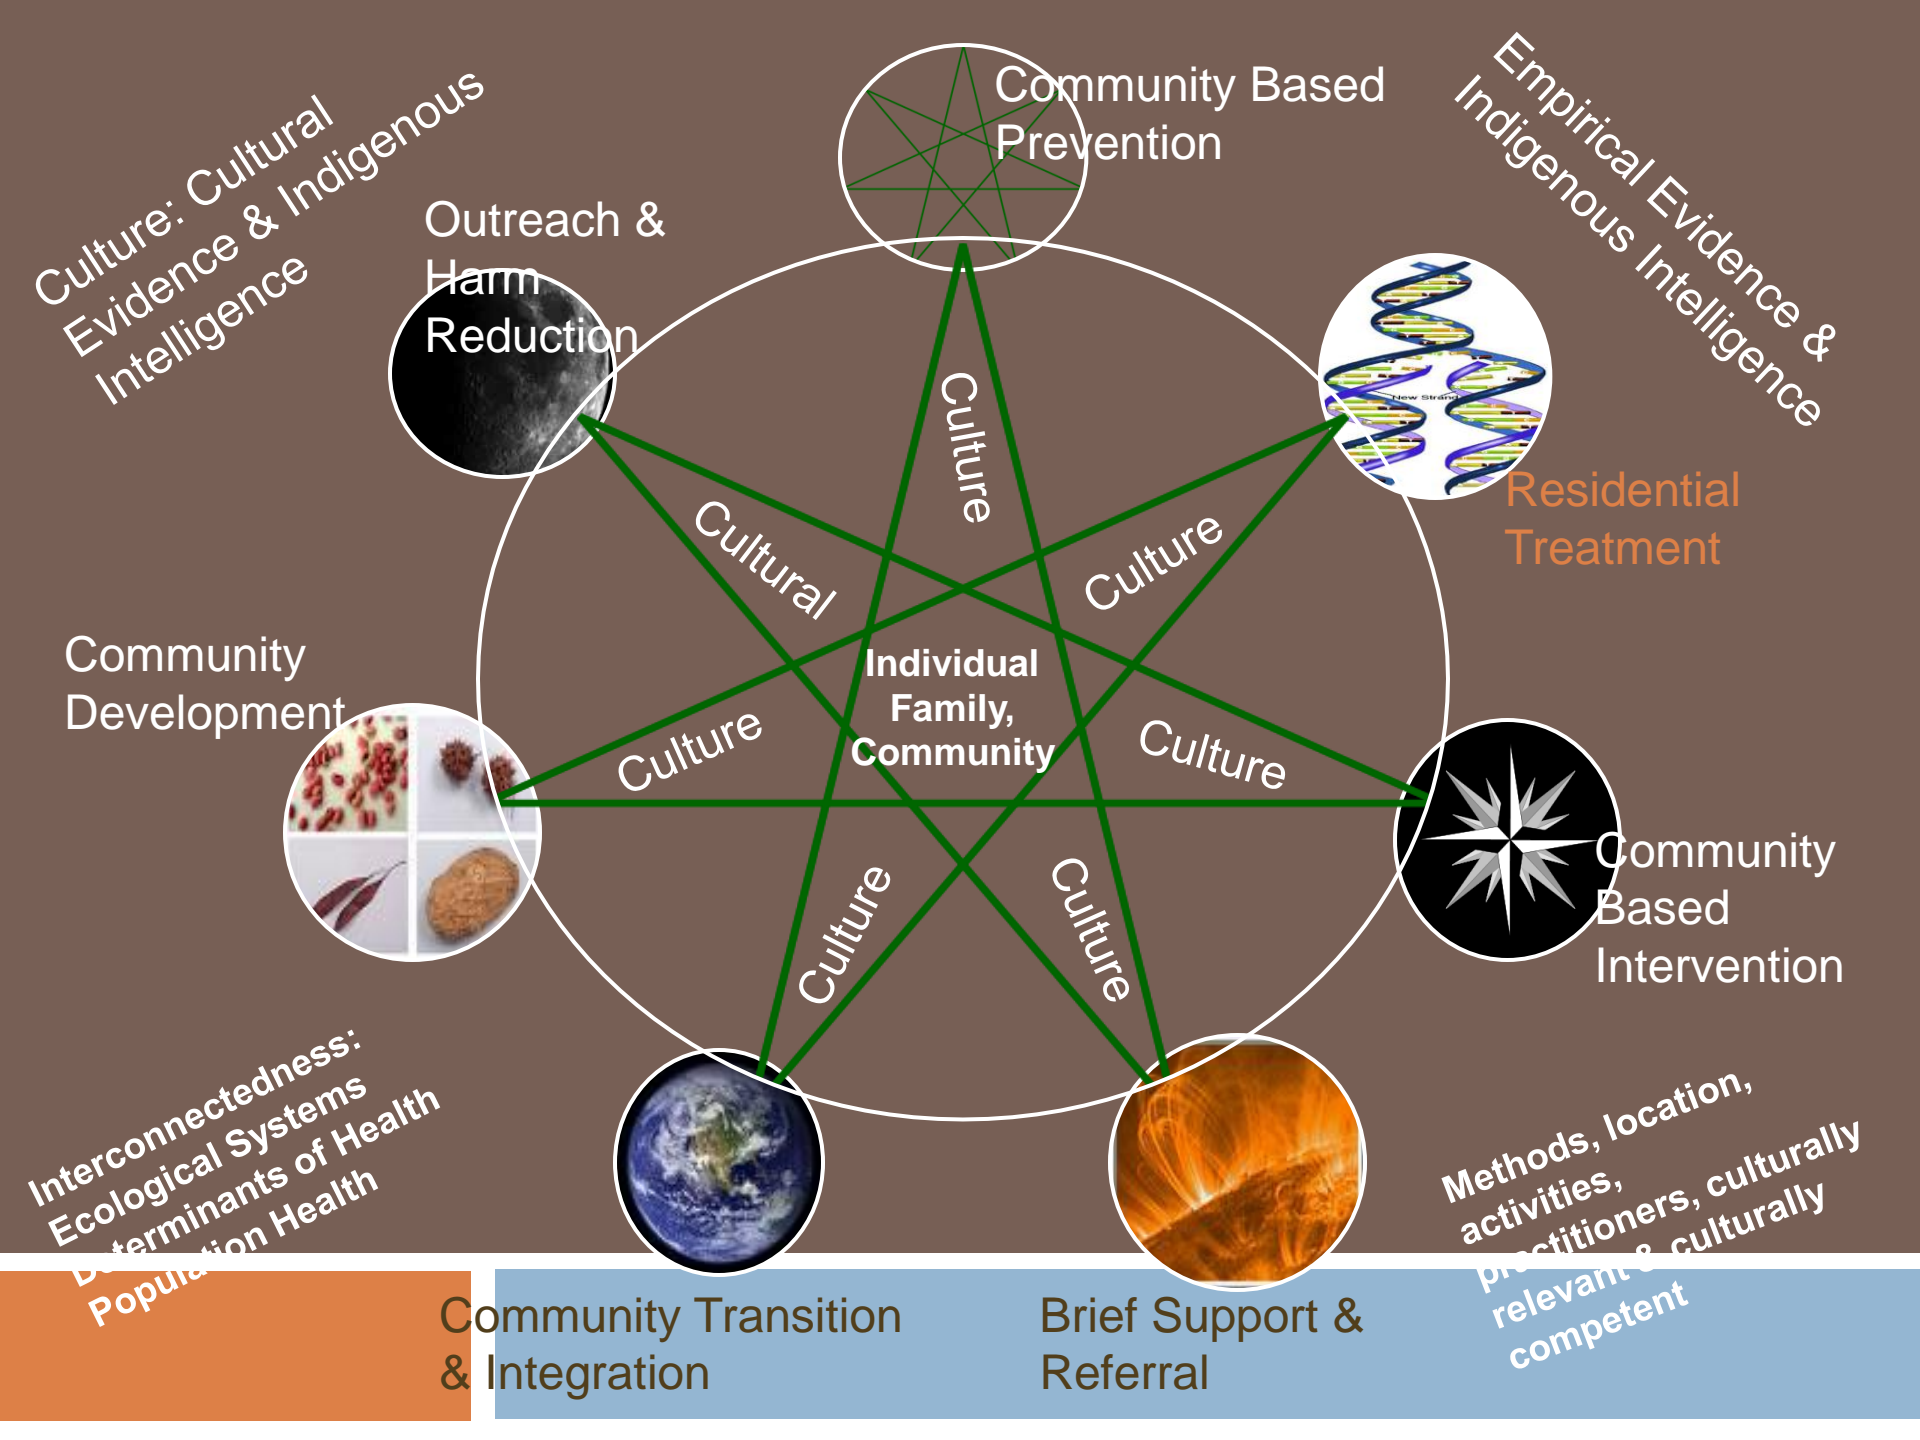 Community Based
Prevention
Culture: Cultural
Evidence & Indigenous
Intelligence
Empirical Evidence &
Indigenous Intelligence
Outreach &
Harm
Reduction
New Strand
Residential
Treatment
Culture
Cultural
Culture
Community
Development
Individual
Family,
Community
Culture
Culture
Community
Based
Intervention
Culture
Culture
Interconnectedness:
Ecological Systems
Determinants of Health
Population Health
Methods, location,
activities,
practitioners, culturally
relevant & culturally
competent
Community Transition
& Integration
Brief Support &
Referral